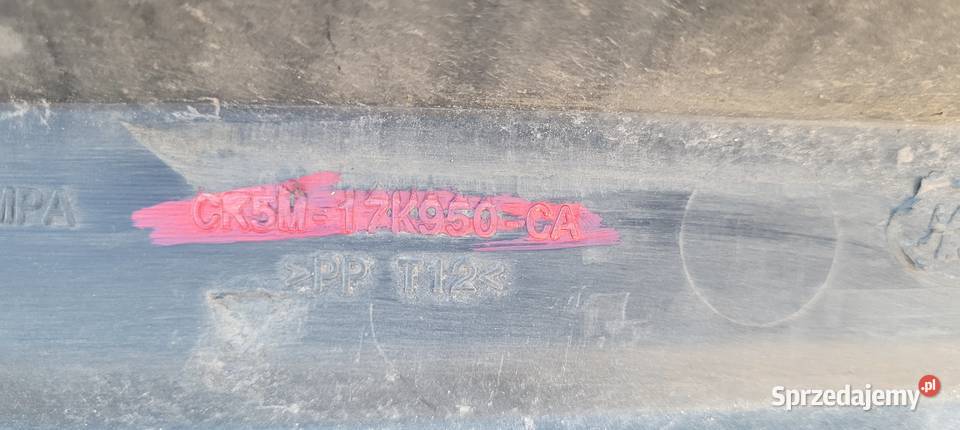 MPA
CK5M-17K950-CA
>PP T12<
Sprzedajemy.pl